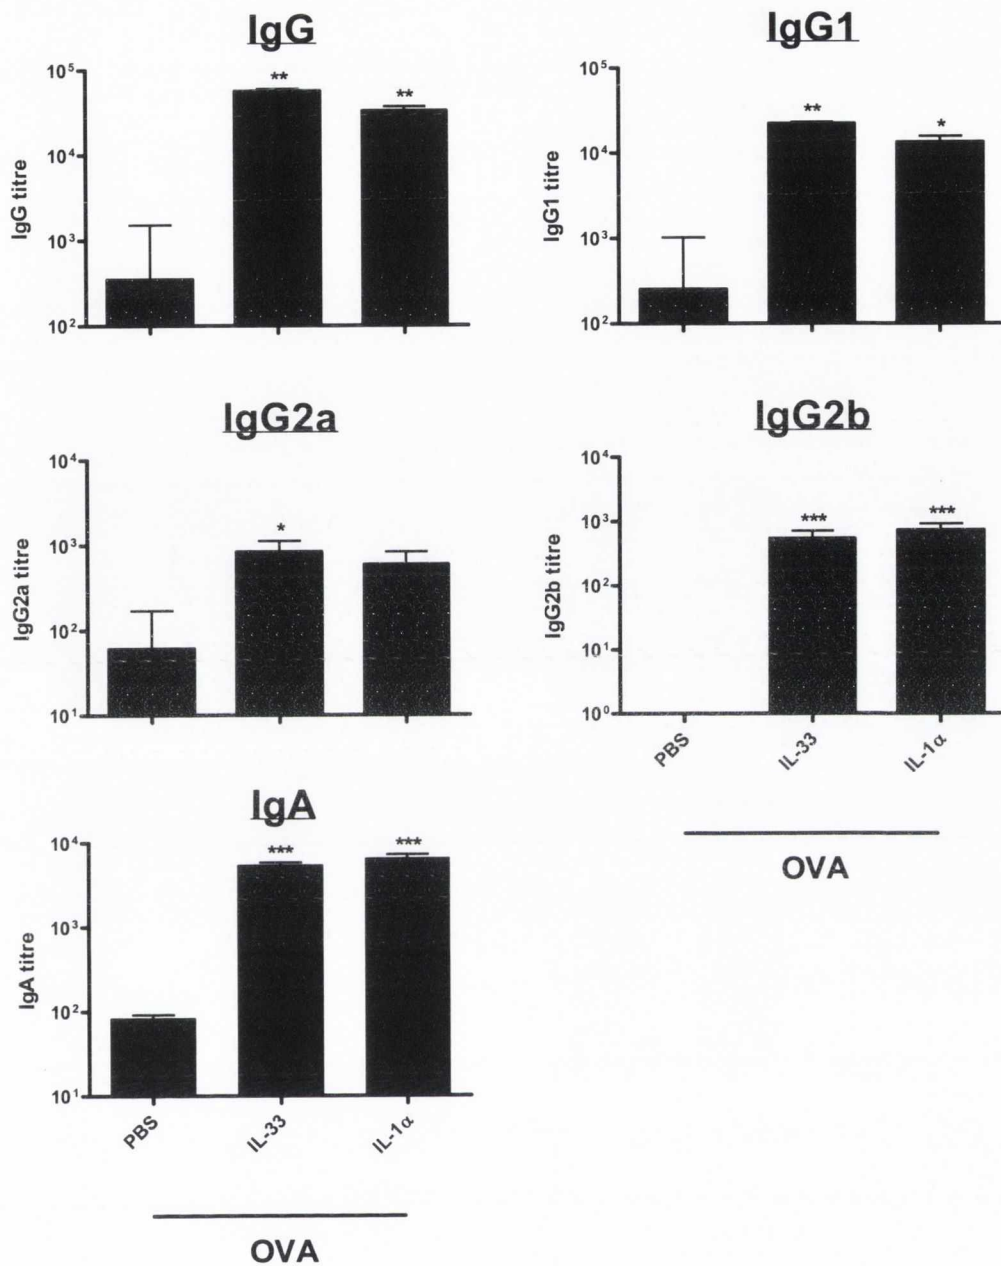 IgG
IgG titre
10⁵
10⁴
10³
10²
**
**
IgG1
IgG1 titre
10⁵
10⁴
10³
10²
**
*
IgG2a
IgG2a titre
10⁴
10³
10²
10¹
*
IgG2b
IgG2b titre
10⁴
10³
10²
10¹
10⁰
***
***
PBS
IL-33
IL-1α
OVA
IgA
IgA titre
10⁴
10³
10²
10¹
***
***
PBS
IL-33
IL-1α
OVA